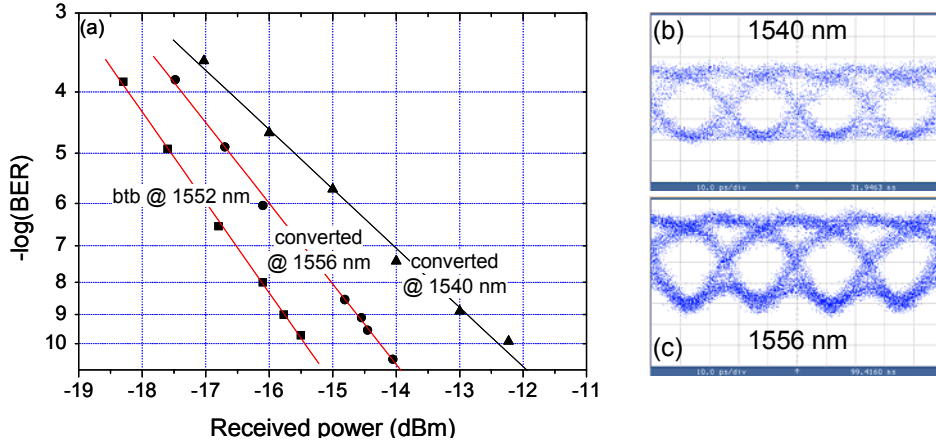 (a)
3
4
5
6
7
8
9
10
-log(BER)
btb @ 1552 nm
converted
@ 1556 nm
converted
@ 1540 nm
-19 -18 -17 -16 -15 -14 -13 -12 -11
Received power (dBm)
(b) 1540 nm
10.0 ps/div 31.9463 ns
(c) 1556 nm
10.0 ps/div 99.4160 ns